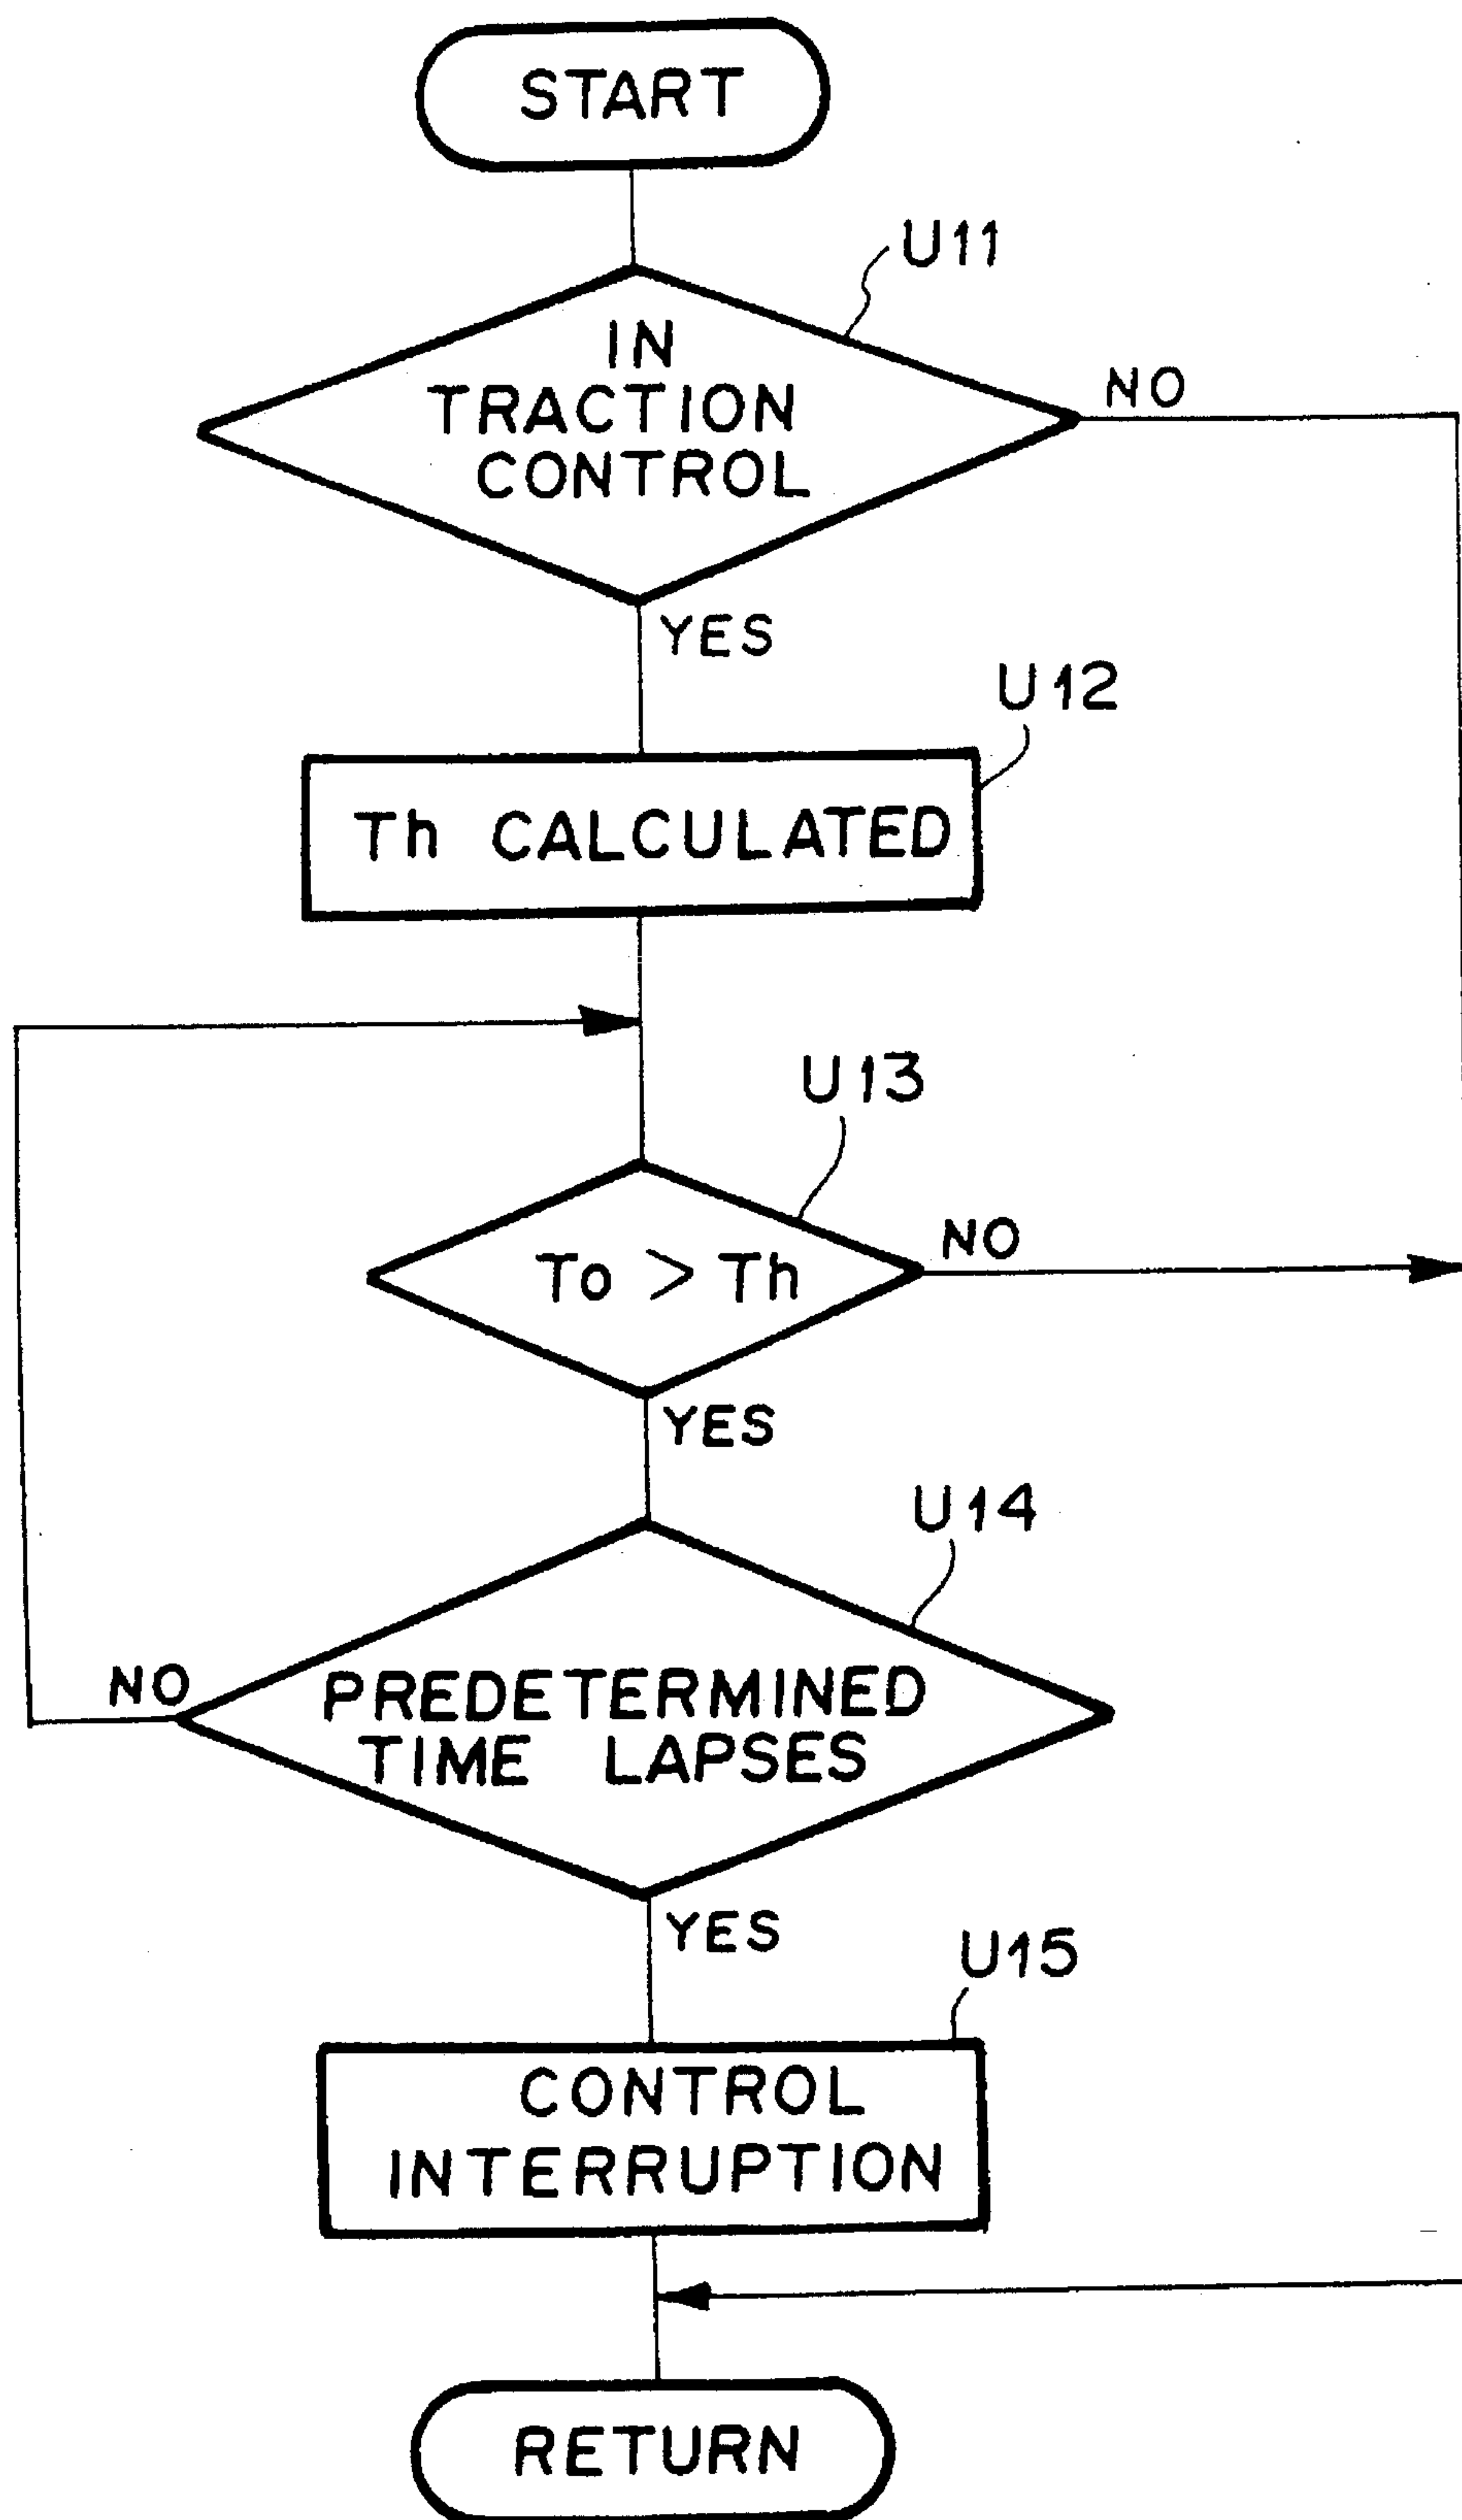 START
U11
IN
TRACTION
CONTROL
NO
YES
U12
Th CALCULATED
U13
To > Th
NO
YES
U14
NO
PREDETERMINED
TIME LAPSES
YES
U15
CONTROL
INTERRUPTION
RETURN